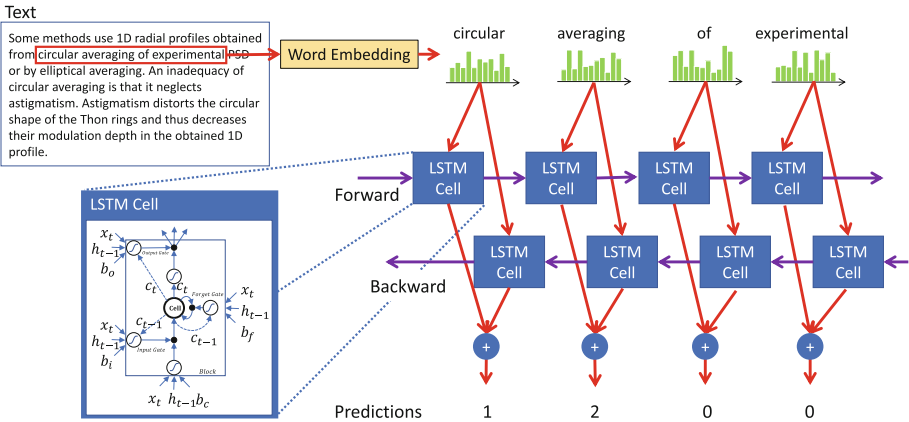 Text
Some methods use 1D radial profiles obtained
from circular averaging of experimental PSD
or by elliptical averaging. An inadequacy of
circular averaging is that it neglects
astigmatism. Astigmatism distorts the circular
shape of the Thon rings and thus decreases
their modulation depth in the obtained 1D
profile.
Word Embedding
circular averaging of experimental
LSTM Cell LSTM Cell LSTM Cell LSTM Cell
Forward
LSTM Cell LSTM Cell LSTM Cell LSTM Cell
Backward
+ + + +
Predictions 1 2 0 0
LSTM Cell
x_t
h_{t-1}
b_o
Output Gate
c_t c_t
Forget Gate
Cell
x_t
h_{t-1}
b_f
c_{t-1} c_{t-1}
x_t
h_{t-1}
b_i
Input Gate
Block
x_t h_{t-1} b_c